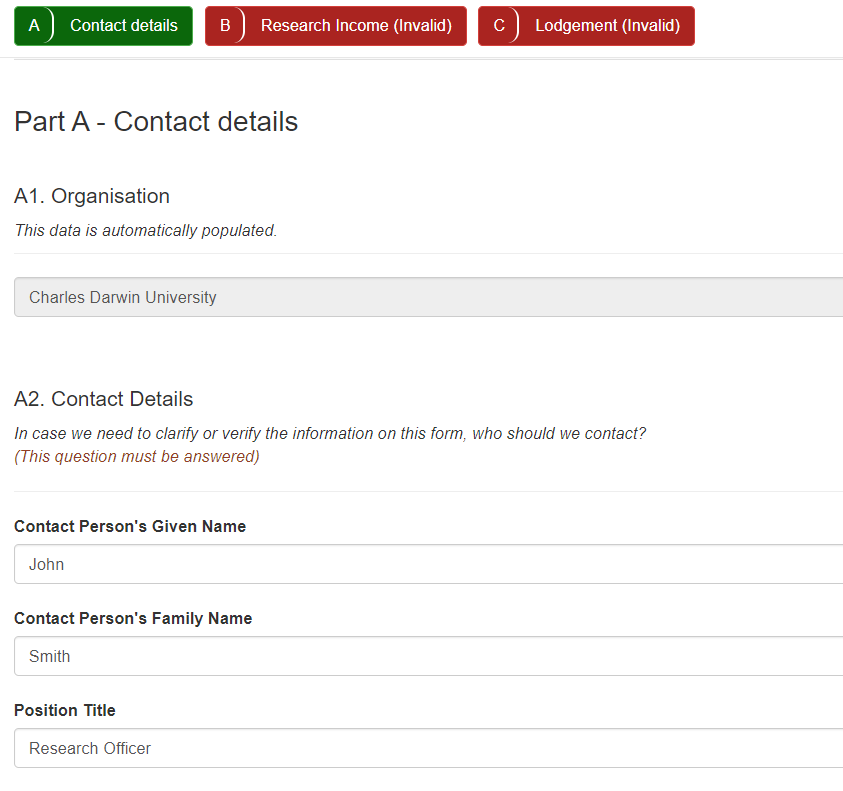 A Contact details B Research Income (Invalid) C Lodgement (Invalid)
Part A - Contact details
A1. Organisation
This data is automatically populated.
Charles Darwin University
A2. Contact Details
In case we need to clarify or verify the information on this form, who should we contact?
(This question must be answered)
Contact Person's Given Name
John
Contact Person's Family Name
Smith
Position Title
Research Officer